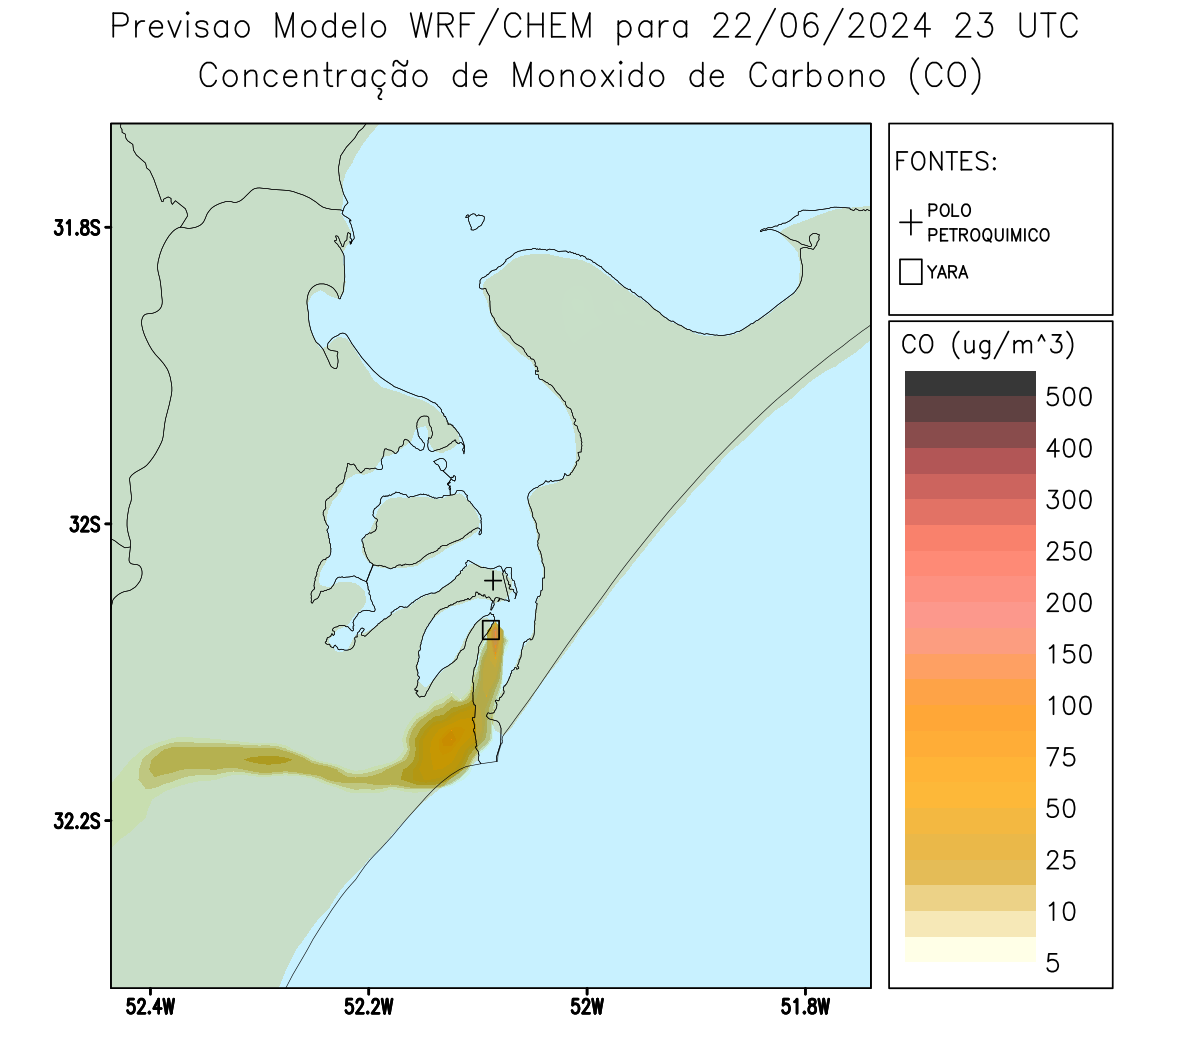 Previsao Modelo WRF/CHEM para 22/06/2024 23 UTC
Concentração de Monoxido de Carbono (CO)
FONTES:
POLO
PETROQUIMICO
YARA
CO (ug/m^3)
500
400
300
250
200
150
100
75
50
25
10
5
31.8S
32S
32.2S
52.4W
52.2W
52W
51.8W